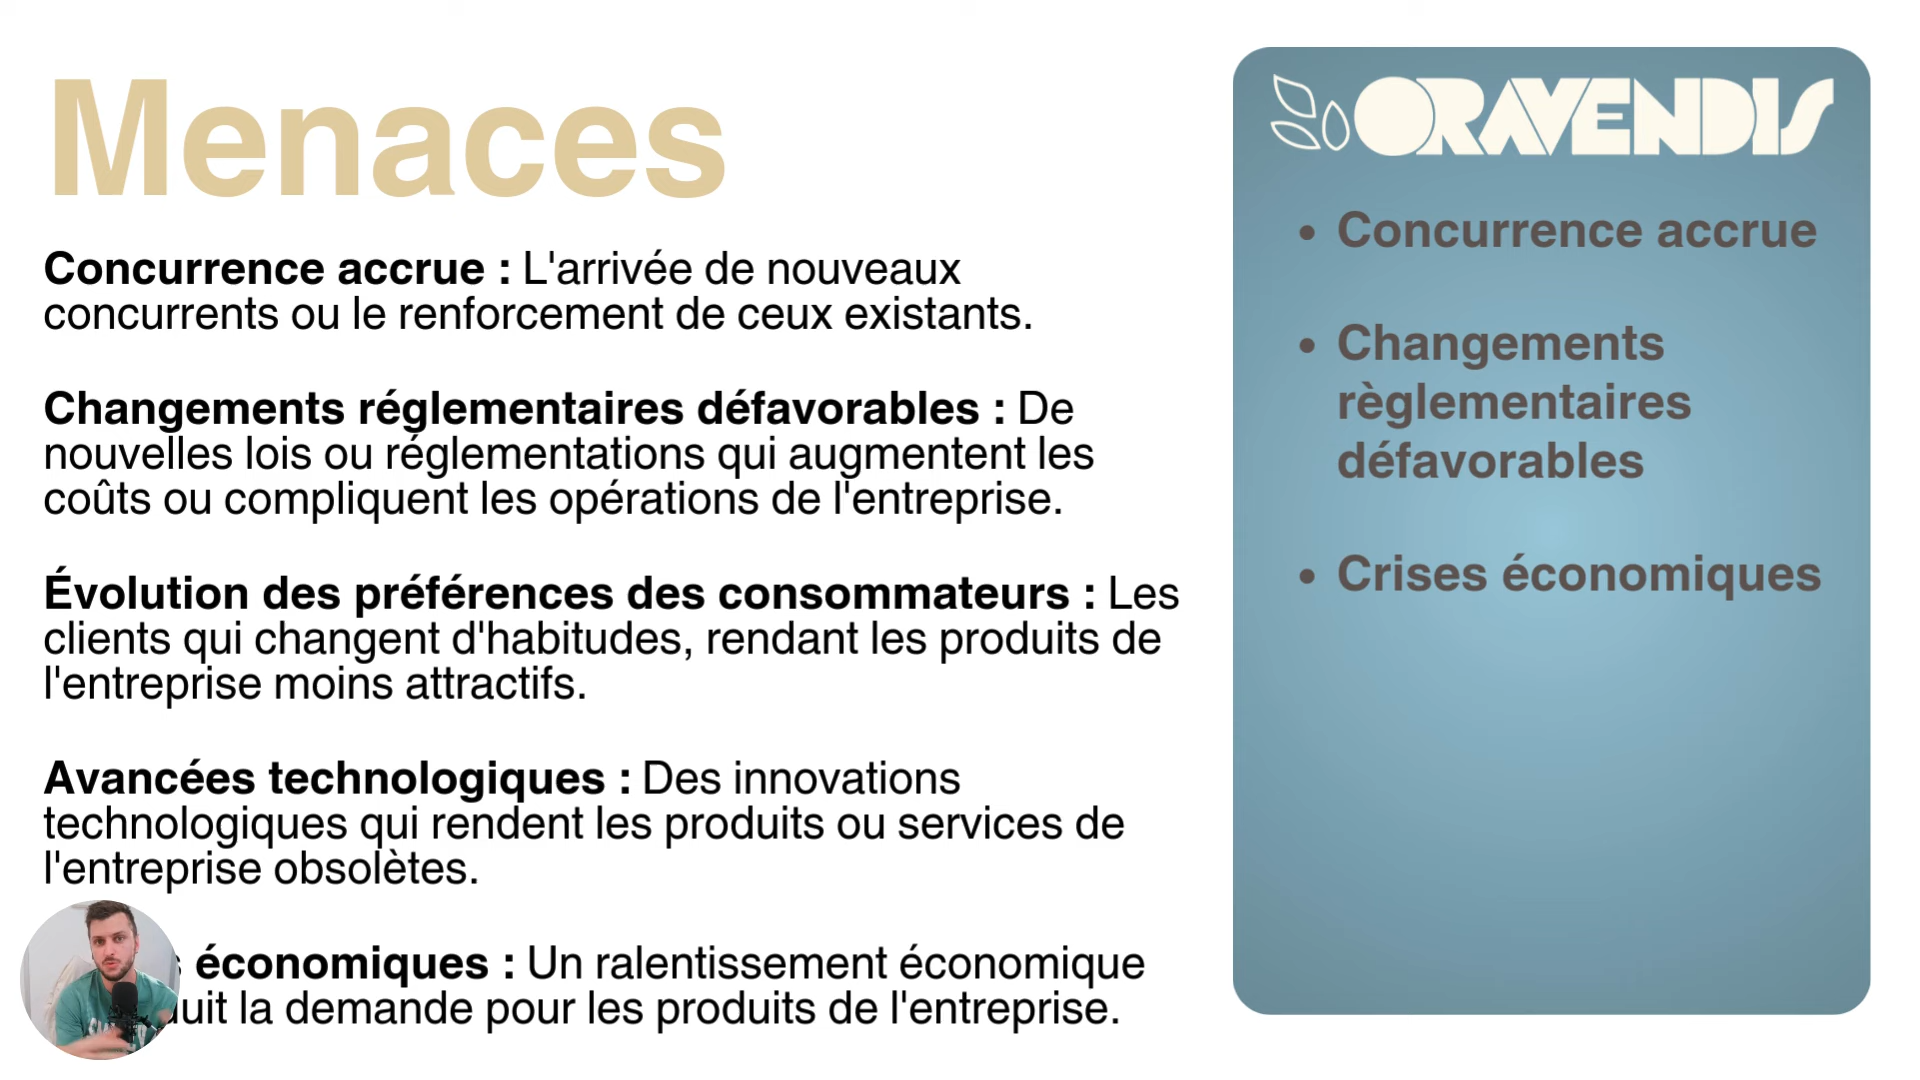 Menaces
Concurrence accrue : L'arrivée de nouveaux
concurrents ou le renforcement de ceux existants.
Changements réglementaires défavorables : De
nouvelles lois ou réglementations qui augmentent les
coûts ou compliquent les opérations de l'entreprise.
Évolution des préférences des consommateurs : Les
clients qui changent d'habitudes, rendant les produits de
l'entreprise moins attractifs.
Avancées technologiques : Des innovations
technologiques qui rendent les produits ou services de
l'entreprise obsolètes.
économiques : Un ralentissement économique
la demande pour les produits de l'entreprise.
ORAVENDIS
• Concurrence accrue
• Changements
règlementaires
défavorables
• Crises économiques